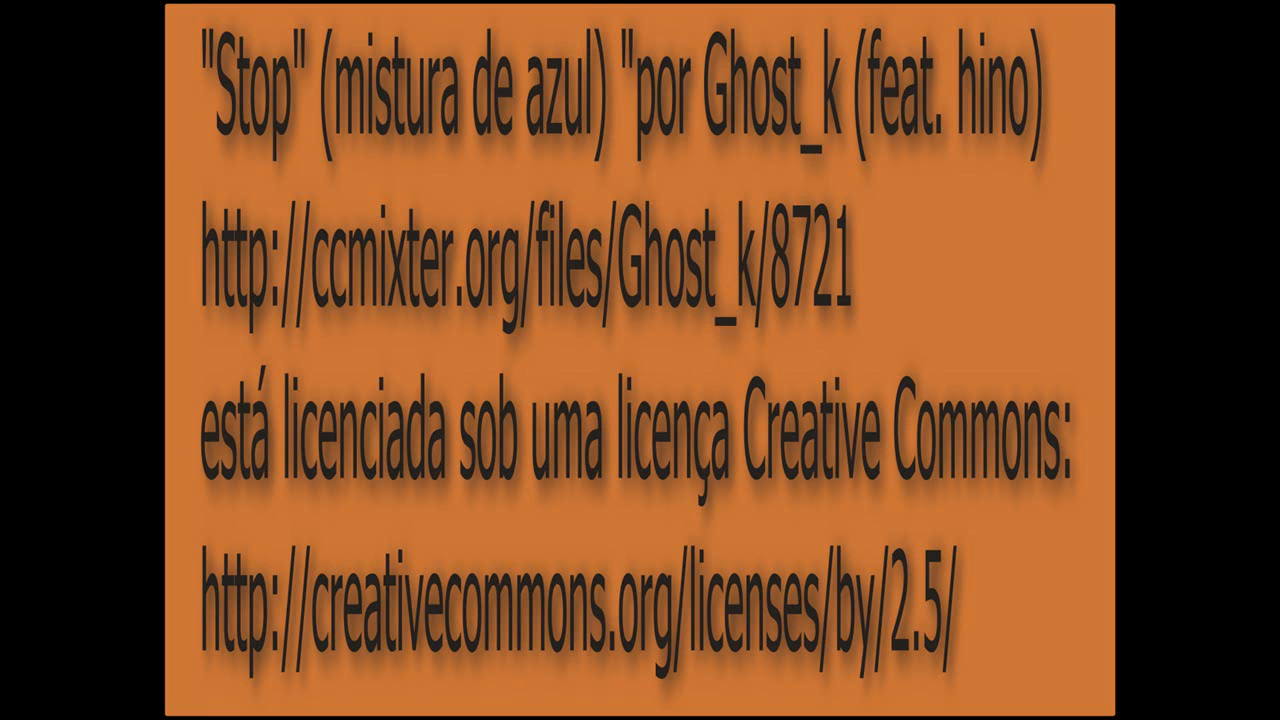 "Stop" (mistura de azul) "por Ghost_k (feat. hino)
http://ccmixter.org/files/Ghost_k/8721
está licenciada sob uma licença Creative Commons:
http://creativecommons.org/licenses/by/2.5/